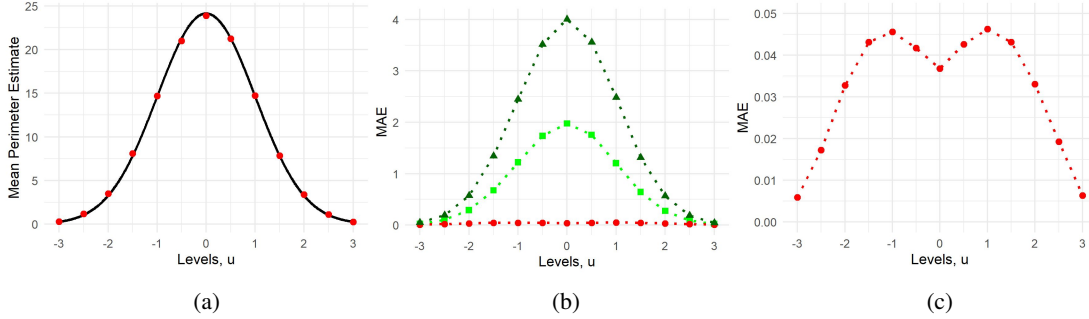 Mean Perimeter Estimate
25
20
15
10
5
0
-3 -2 -1 0 1 2 3
Levels, u
(a)
MAE
4
3
2
1
0
-3 -2 -1 0 1 2 3
Levels, u
(b)
MAE
0.05
0.04
0.03
0.02
0.01
0.00
-3 -2 -1 0 1 2 3
Levels, u
(c)